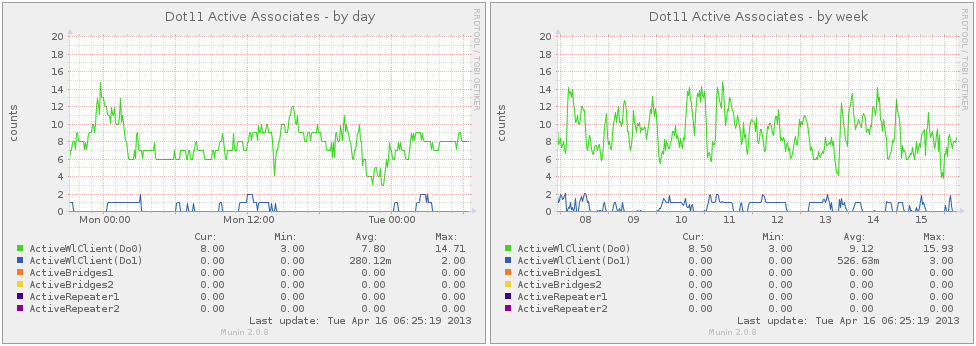 Dot11 Active Associates - by day
RRDTOOL / TOBI OETIKER
counts
20
18
16
14
12
10
8
6
4
2
0
Mon 00:00 Mon 12:00 Tue 00:00
Cur: Min: Avg: Max:
ActiveWlClient(Do0) 8.00 3.00 7.80 14.71
ActiveWlClient(Do1) 0.00 0.00 280.12m 2.00
ActiveBridges1 0.00 0.00 0.00 0.00
ActiveBridges2 0.00 0.00 0.00 0.00
ActiveRepeater1 0.00 0.00 0.00 0.00
ActiveRepeater2 0.00 0.00 0.00 0.00
Last update: Tue Apr 16 06:25:19 2013
Munin 2.0.8
Dot11 Active Associates - by week
RRDTOOL / TOBI OETIKER
counts
20
18
16
14
12
10
8
6
4
2
0
08 09 10 11 12 13 14 15
Cur: Min: Avg: Max:
ActiveWlClient(Do0) 8.50 3.00 9.12 15.93
ActiveWlClient(Do1) 0.00 0.00 526.63m 3.00
ActiveBridges1 0.00 0.00 0.00 0.00
ActiveBridges2 0.00 0.00 0.00 0.00
ActiveRepeater1 0.00 0.00 0.00 0.00
ActiveRepeater2 0.00 0.00 0.00 0.00
Last update: Tue Apr 16 06:25:19 2013
Munin 2.0.8